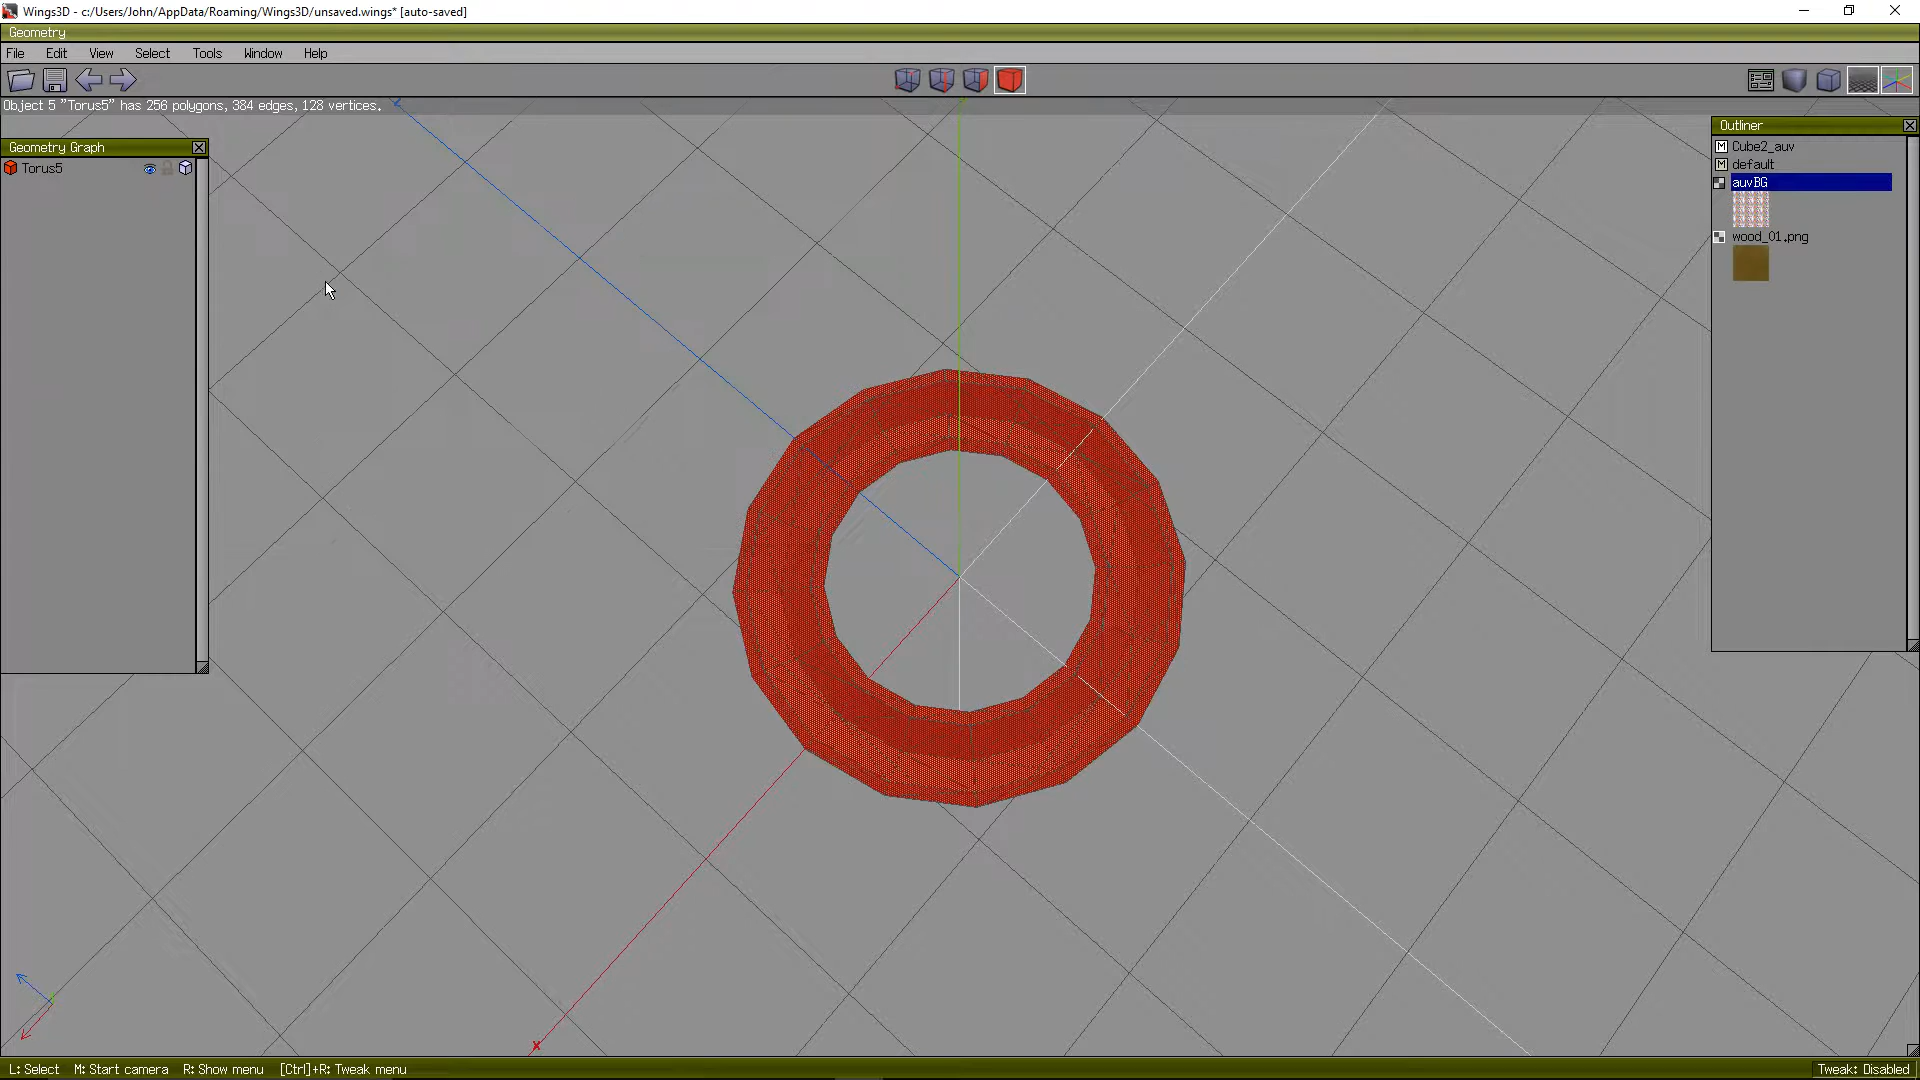 Wings3D - c:/Users/John/AppData/Roaming/Wings3D/unsaved.wings* [auto-saved]
Geometry
File Edit View Select Tools Window Help
Object 5 "Torus5" has 256 polygons, 384 edges, 128 vertices.
Geometry Graph
Torus5
Outliner
M Cube2_auv
M default
auvBG
wood_01.png
x
L: Select M: Start camera R: Show menu [Ctrl]+R: Tweak menu
Tweak: Disabled